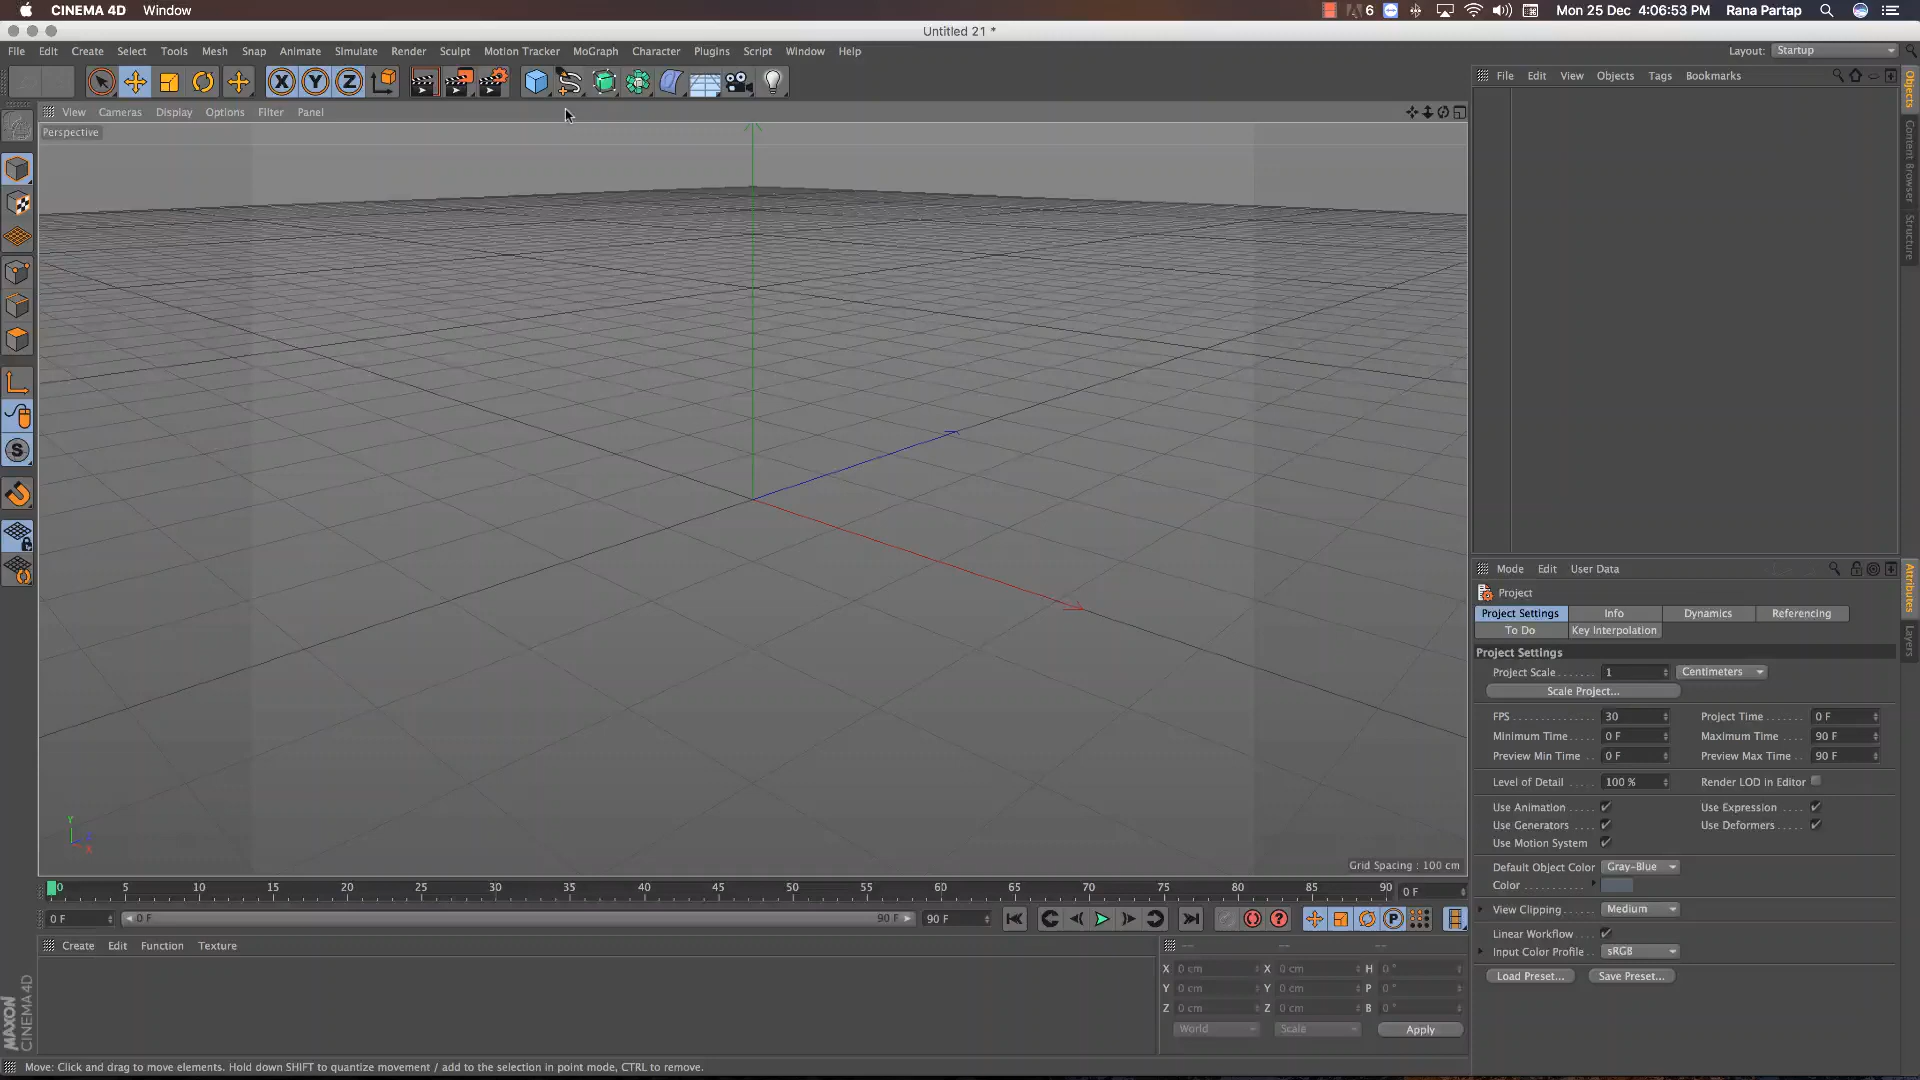 CINEMA 4D Window 6 Mon 25 Dec 4:06:53 PM Rana Partap
Untitled 21 *
File Edit Create Select Tools Mesh Snap Animate Simulate Render Sculpt Motion Tracker MoGraph Character Plugins Script Window Help Layout: Startup
X Y Z
File Edit View Objects Tags Bookmarks
View Cameras Display Options Filter Panel
Perspective
Objects
Content Browser
Structure
S
Y
Z
X
Grid Spacing : 100 cm
0 5 10 15 20 25 30 35 40 45 50 55 60 65 70 75 80 85 90 0 F
0 F 0 F 90 F 90 F P
Create Edit Function Texture
-- -- --
X 0 cm X 0 cm H 0 °
Y 0 cm Y 0 cm P 0 °
Z 0 cm Z 0 cm B 0 °
World Scale Apply
Mode Edit User Data
Attributes
Layers
Project
Project Settings Info Dynamics Referencing
To Do Key Interpolation
Project Settings
Project Scale 1 Centimeters
Scale Project...
FPS 30 Project Time 0 F
Minimum Time 0 F Maximum Time 90 F
Preview Min Time 0 F Preview Max Time 90 F
Level of Detail 100 % Render LOD in Editor
Use Animation Use Expression
Use Generators Use Deformers
Use Motion System
Default Object Color Gray-Blue
Color
View Clipping Medium
Linear Workflow
Input Color Profile sRGB
Load Preset... Save Preset...
MAXON
CINEMA 4D
Move: Click and drag to move elements. Hold down SHIFT to quantize movement / add to the selection in point mode, CTRL to remove.